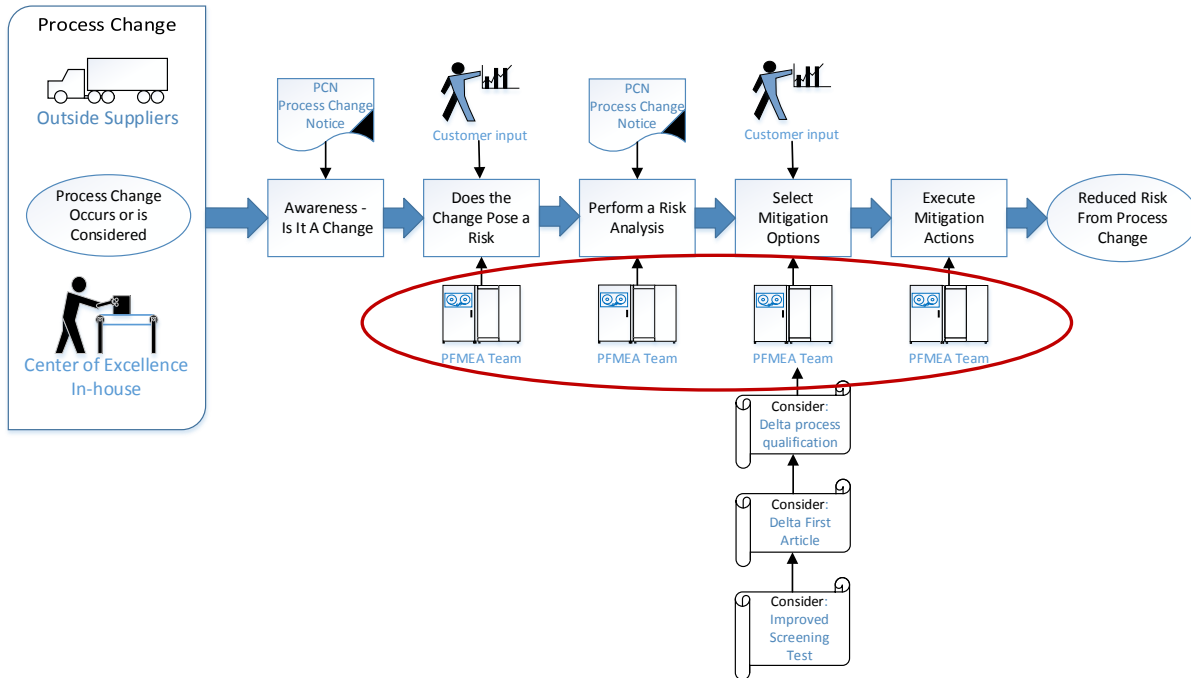 Process Change
Outside Suppliers
Process Change
Occurs or is
Considered
Center of Excellence
In-house
PCN
Process Change
Notice
Customer input
PCN
Process Change
Notice
Customer input
Awareness -
Is It A Change
Does the
Change Pose a
Risk
Perform a Risk
Analysis
Select
Mitigation
Options
Execute
Mitigation
Actions
Reduced Risk
From Process
Change
PFMEA Team
PFMEA Team
PFMEA Team
PFMEA Team
Consider:
Delta process
qualification
Consider:
Delta First
Article
Consider:
Improved
Screening
Test